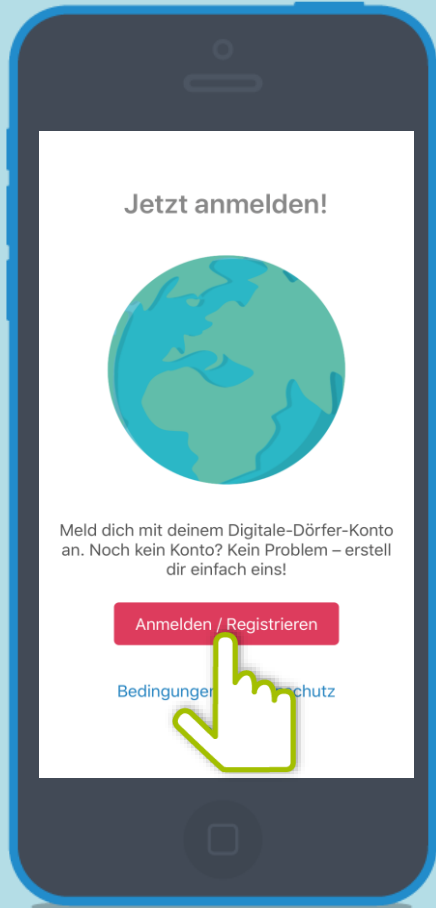 Jetzt anmelden!
Meld dich mit deinem Digitale-Dörfer-Konto
an. Noch kein Konto? Kein Problem – erstell
dir einfach eins!
Anmelden / Registrieren
Bedingungen